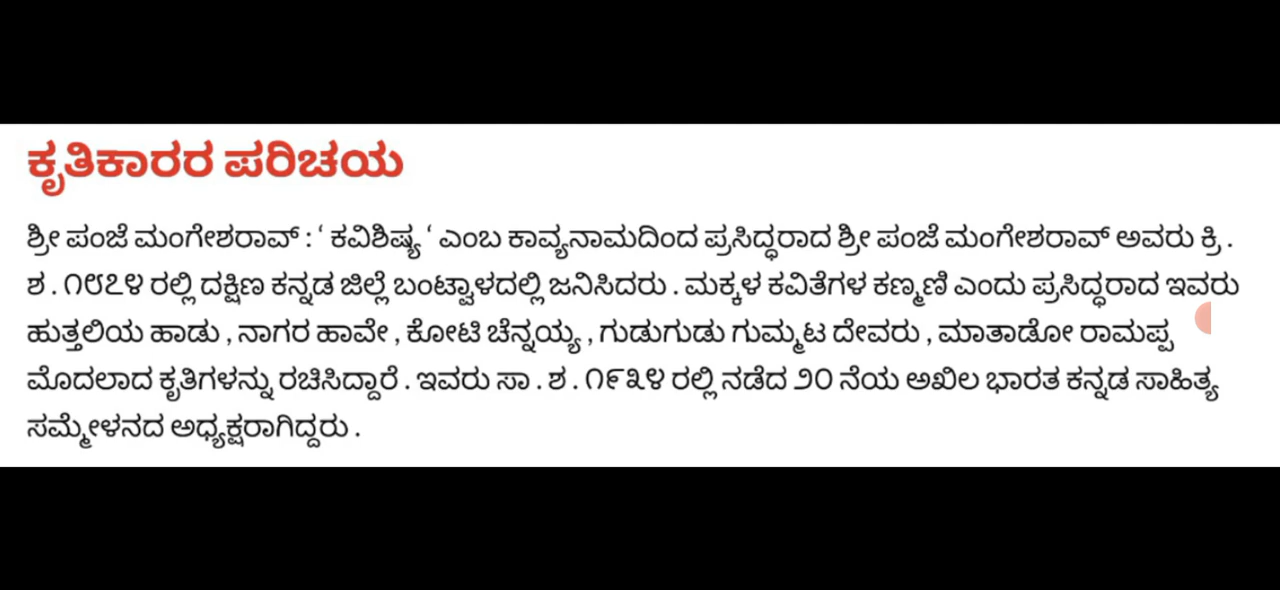 ಕೃತಿಕಾರರ ಪರಿಚಯ
ಶ್ರೀ ಪಂಜೆ ಮಂಗೇಶರಾವ್ : ‘ ಕವಿಶಿಷ್ಯ ‘ ಎಂಬ ಕಾವ್ಯನಾಮದಿಂದ ಪ್ರಸಿದ್ಧರಾದ ಶ್ರೀ ಪಂಜೆ ಮಂಗೇಶರಾವ್ ಅವರು ಕ್ರಿ .
ಶ . ೧೮೭೪ ರಲ್ಲಿ ದಕ್ಷಿಣ ಕನ್ನಡ ಜಿಲ್ಲೆ ಬಂಟ್ವಾಳದಲ್ಲಿ ಜನಿಸಿದರು . ಮಕ್ಕಳ ಕವಿತೆಗಳ ಕಣ್ಮಣಿ ಎಂದು ಪ್ರಸಿದ್ಧರಾದ ಇವರು
ಹುತ್ತಲಿಯ ಹಾಡು , ನಾಗರ ಹಾವೇ , ಕೋಟಿ ಚೆನ್ನಯ್ಯ , ಗುಡುಗುಡು ಗುಮ್ಮಟ ದೇವರು , ಮಾತಾಡೋ ರಾಮಪ್ಪ
ಮೊದಲಾದ ಕೃತಿಗಳನ್ನು ರಚಿಸಿದ್ದಾರೆ . ಇವರು ಸಾ . ಶ . ೧೯೩೪ ರಲ್ಲಿ ನಡೆದ ೨೦ ನೆಯ ಅಖಿಲ ಭಾರತ ಕನ್ನಡ ಸಾಹಿತ್ಯ
ಸಮ್ಮೇಳನದ ಅಧ್ಯಕ್ಷರಾಗಿದ್ದರು .